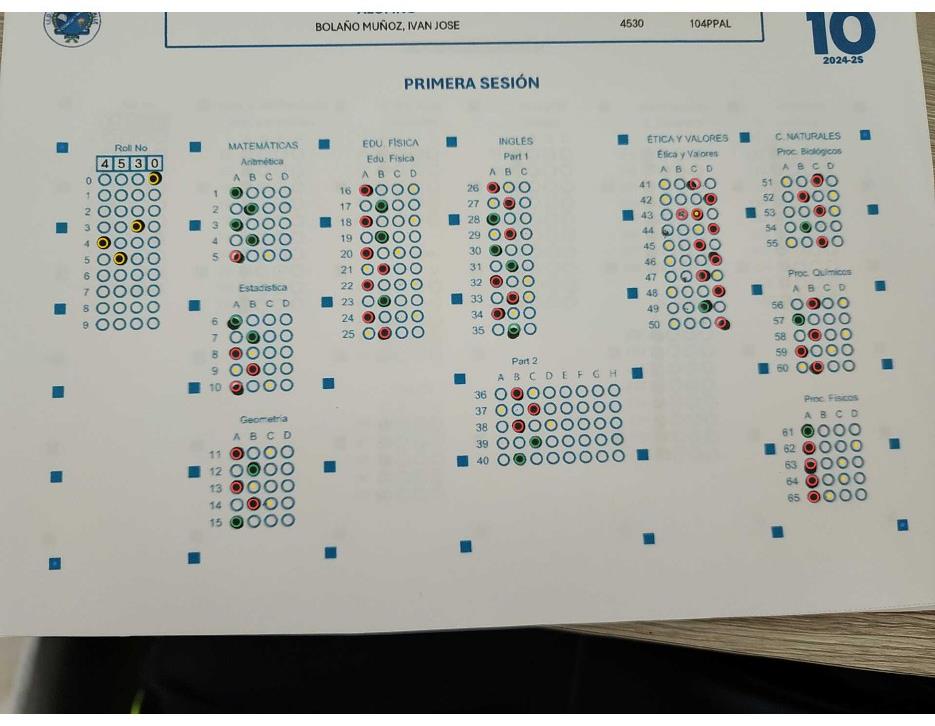 BOLAÑO MUÑOZ, IVAN JOSE 4530 104PPAL
10
2024-25
PRIMERA SESIÓN
Roll No
4 5 3 0
0
1
2
3
4
5
6
7
8
9
MATEMÁTICAS
Aritmética
A B C D
1
2
3
4
5
Estadística
A B C D
6
7
8
9
10
Geometría
A B C D
11
12
13
14
15
EDU. FÍSICA
Edu. Física
A B C D
16
17
18
19
20
21
22
23
24
25
INGLÉS
Part 1
A B C
26
27
28
29
30
31
32
33
34
35
Part 2
A B C D E F G H
36
37
38
39
40
ÉTICA Y VALORES
Ética y Valores
A B C D
41
42
43
44
45
46
47
48
49
50
C. NATURALES
Proc. Biológicos
A B C D
51
52
53
54
55
Proc. Químicos
A B C D
56
57
58
59
60
Proc. Físicos
A B C D
61
62
63
64
65